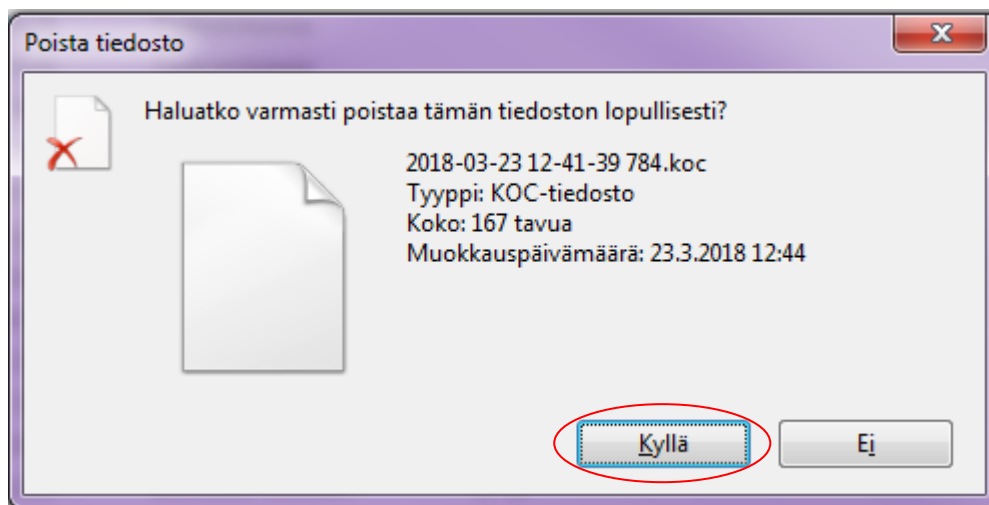 Poista tiedosto
Haluatko varmasti poistaa tämän tiedoston lopullisesti?
2018-03-23 12-41-39 784.koc
Tyyppi: KOC-tiedosto
Koko: 167 tavua
Muokkauspäivämäärä: 23.3.2018 12:44
Kyllä
Ei